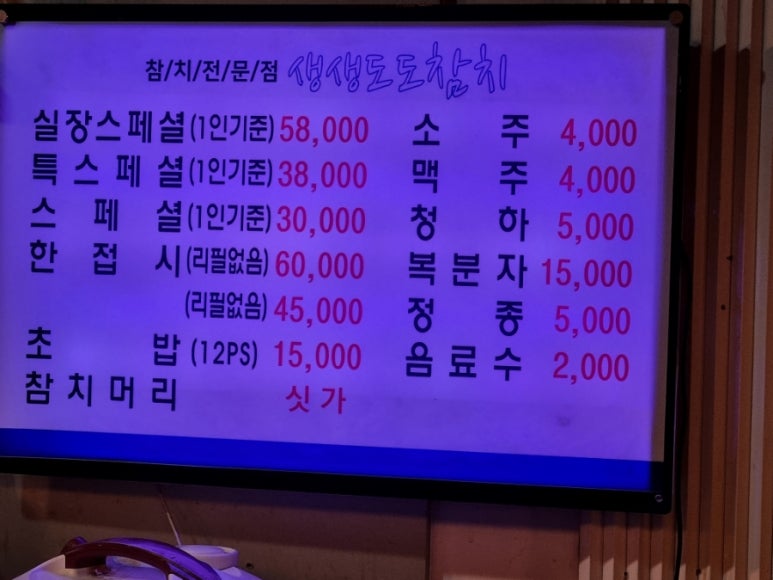 참/치/전/문/점 생생도도참치
실장스페셜(1인기준) 58,000
특스페셜(1인기준) 38,000
스페셜(1인기준) 30,000
한접시(리필없음) 60,000
(리필없음) 45,000
초밥(12PS) 15,000
참치머리 싯가
소주 4,000
맥주 4,000
청하 5,000
복분자 15,000
정종 5,000
음료수 2,000